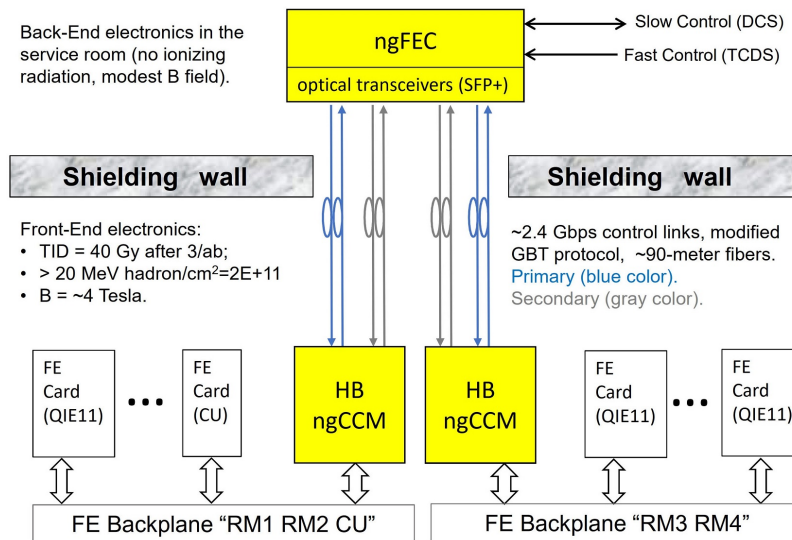 Back-End electronics in the
service room (no ionizing
radiation, modest B field).
ngFEC
optical transceivers (SFP+)
Slow Control (DCS)
Fast Control (TCDS)
Shielding wall
Shielding wall
Front-End electronics:
• TID = 40 Gy after 3/ab;
• > 20 MeV hadron/cm²=2E+11
• B = ~4 Tesla.
~2.4 Gbps control links, modified
GBT protocol, ~90-meter fibers.
Primary (blue color).
Secondary (gray color).
FE
Card
(QIE11)
•••
FE
Card
(CU)
HB
ngCCM
HB
ngCCM
FE
Card
(QIE11)
•••
FE
Card
(QIE11)
FE Backplane “RM1 RM2 CU”
FE Backplane “RM3 RM4”